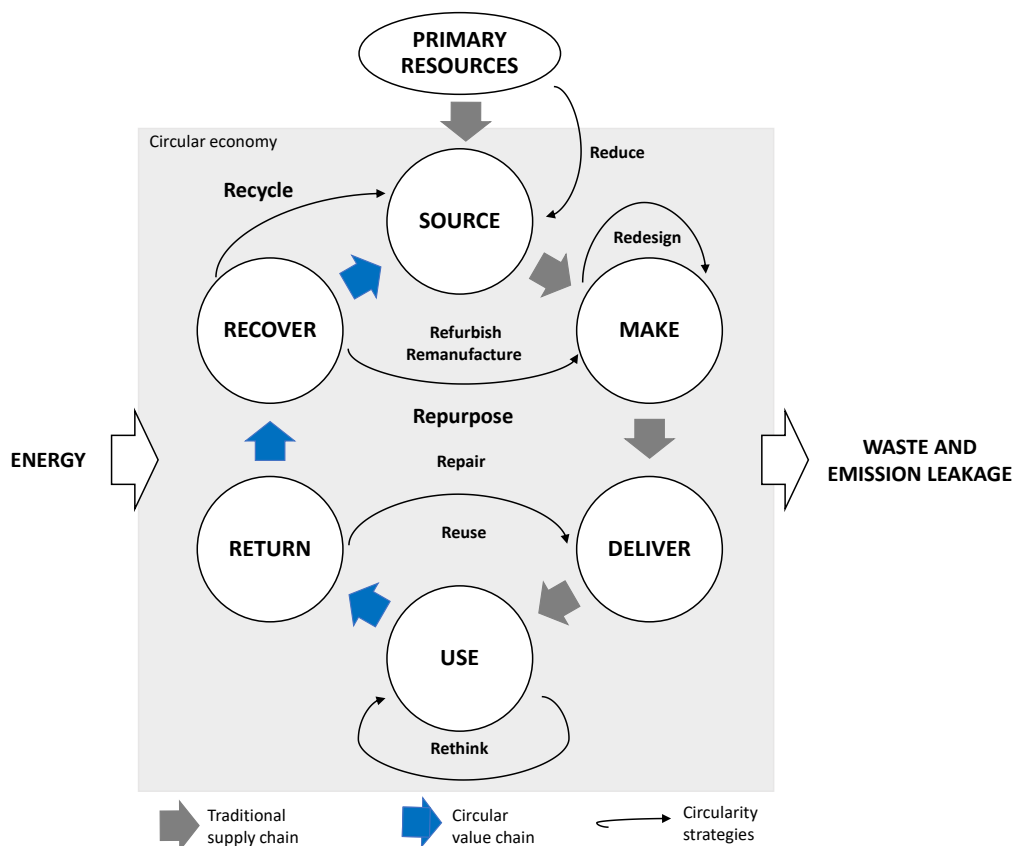 PRIMARY
RESOURCES
Circular economy
Reduce
Recycle
SOURCE
Redesign
RECOVER
Refurbish
Remanufacture
MAKE
Repurpose
ENERGY
Repair
WASTE AND
EMISSION LEAKAGE
RETURN
Reuse
DELIVER
USE
Rethink
Traditional
supply chain
Circular
value chain
Circularity
strategies